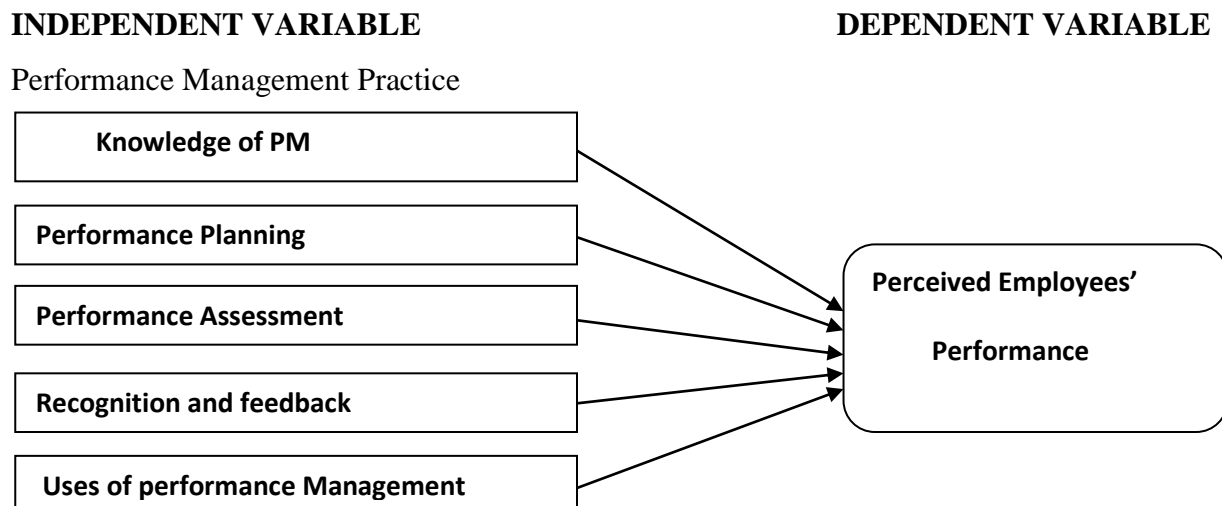 INDEPENDENT VARIABLE
DEPENDENT VARIABLE
Performance Management Practice
Knowledge of PM
Performance Planning
Performance Assessment
Recognition and feedback
Uses of performance Management
Perceived Employees’
Performance